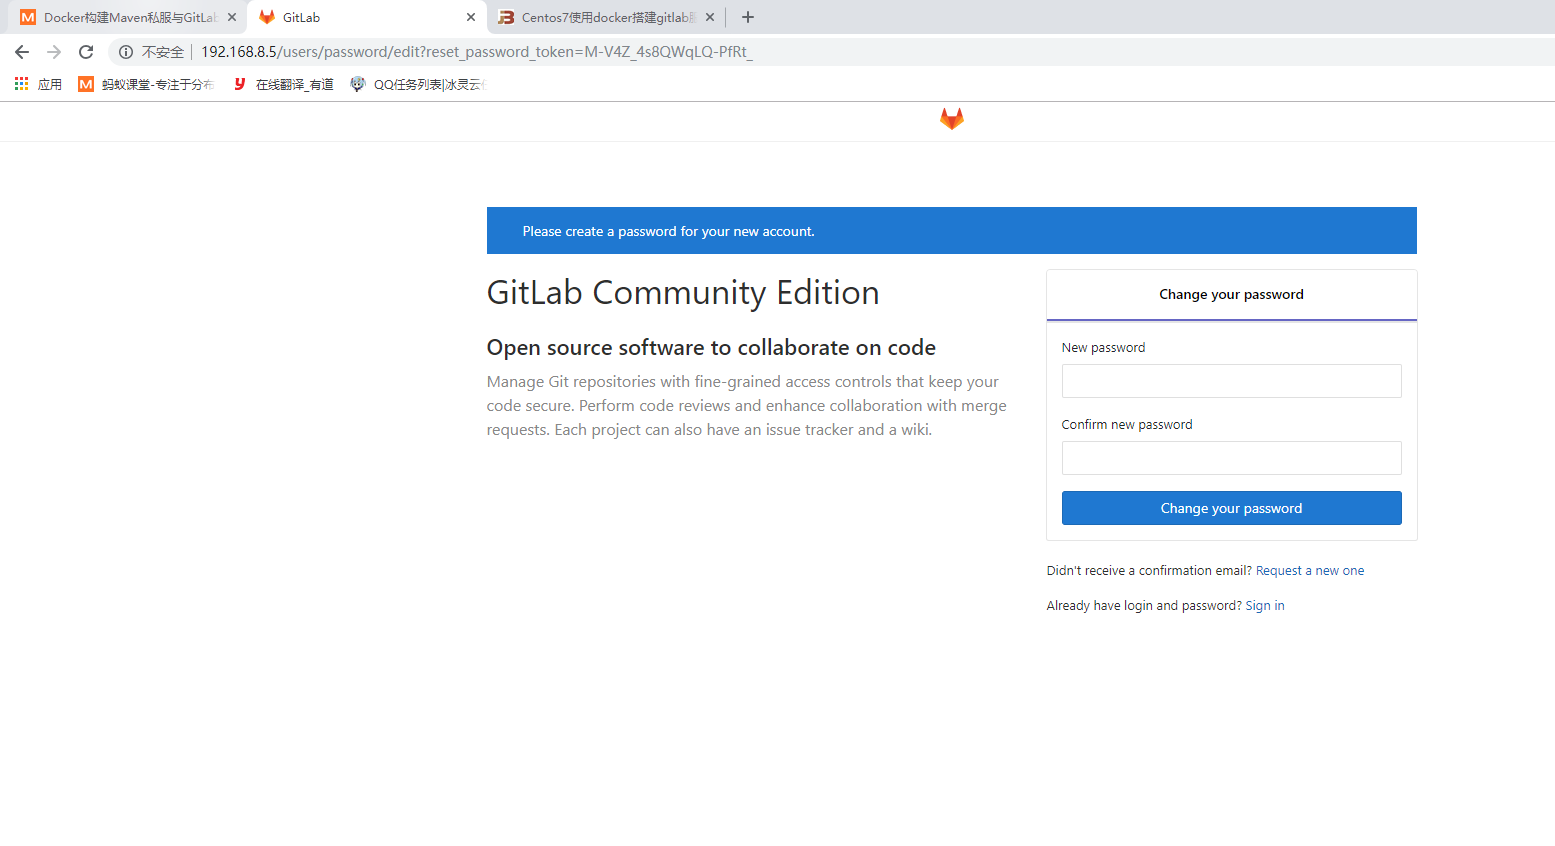 Docker构建Maven私服与GitLab
GitLab
Centos7使用docker搭建gitlab
不安全
192.168.8.5/users/password/edit?reset_password_token=M-V4Z_4s8QWqLQ-PfRt_
应用
蚂蚁课堂-专注于分布
在线翻译_有道
QQ任务列表|冰灵云
Please create a password for your new account.
GitLab Community Edition
Open source software to collaborate on code
Manage Git repositories with fine-grained access controls that keep your
code secure. Perform code reviews and enhance collaboration with merge
requests. Each project can also have an issue tracker and a wiki.
Change your password
New password
Confirm new password
Change your password
Didn't receive a confirmation email? Request a new one
Already have login and password? Sign in